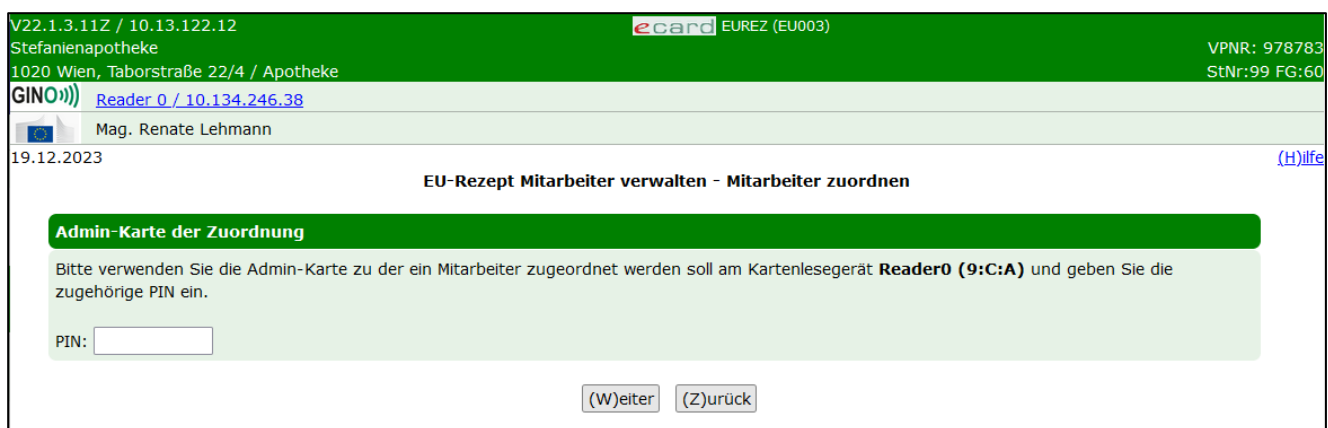 V22.1.3.11Z / 10.13.122.12 ecard EUREZ (EU003)
Stefanienapotheke VPNR: 978783
1020 Wien, Taborstraße 22/4 / Apotheke StNr:99 FG:60
GINO Reader 0 / 10.134.246.38
Mag. Renate Lehmann
19.12.2023 (H)ilfe
EU-Rezept Mitarbeiter verwalten - Mitarbeiter zuordnen
Admin-Karte der Zuordnung
Bitte verwenden Sie die Admin-Karte zu der ein Mitarbeiter zugeordnet werden soll am Kartenlesegerät Reader0 (9:C:A) und geben Sie die
zugehörige PIN ein.
PIN:
(W)eiter (Z)urück